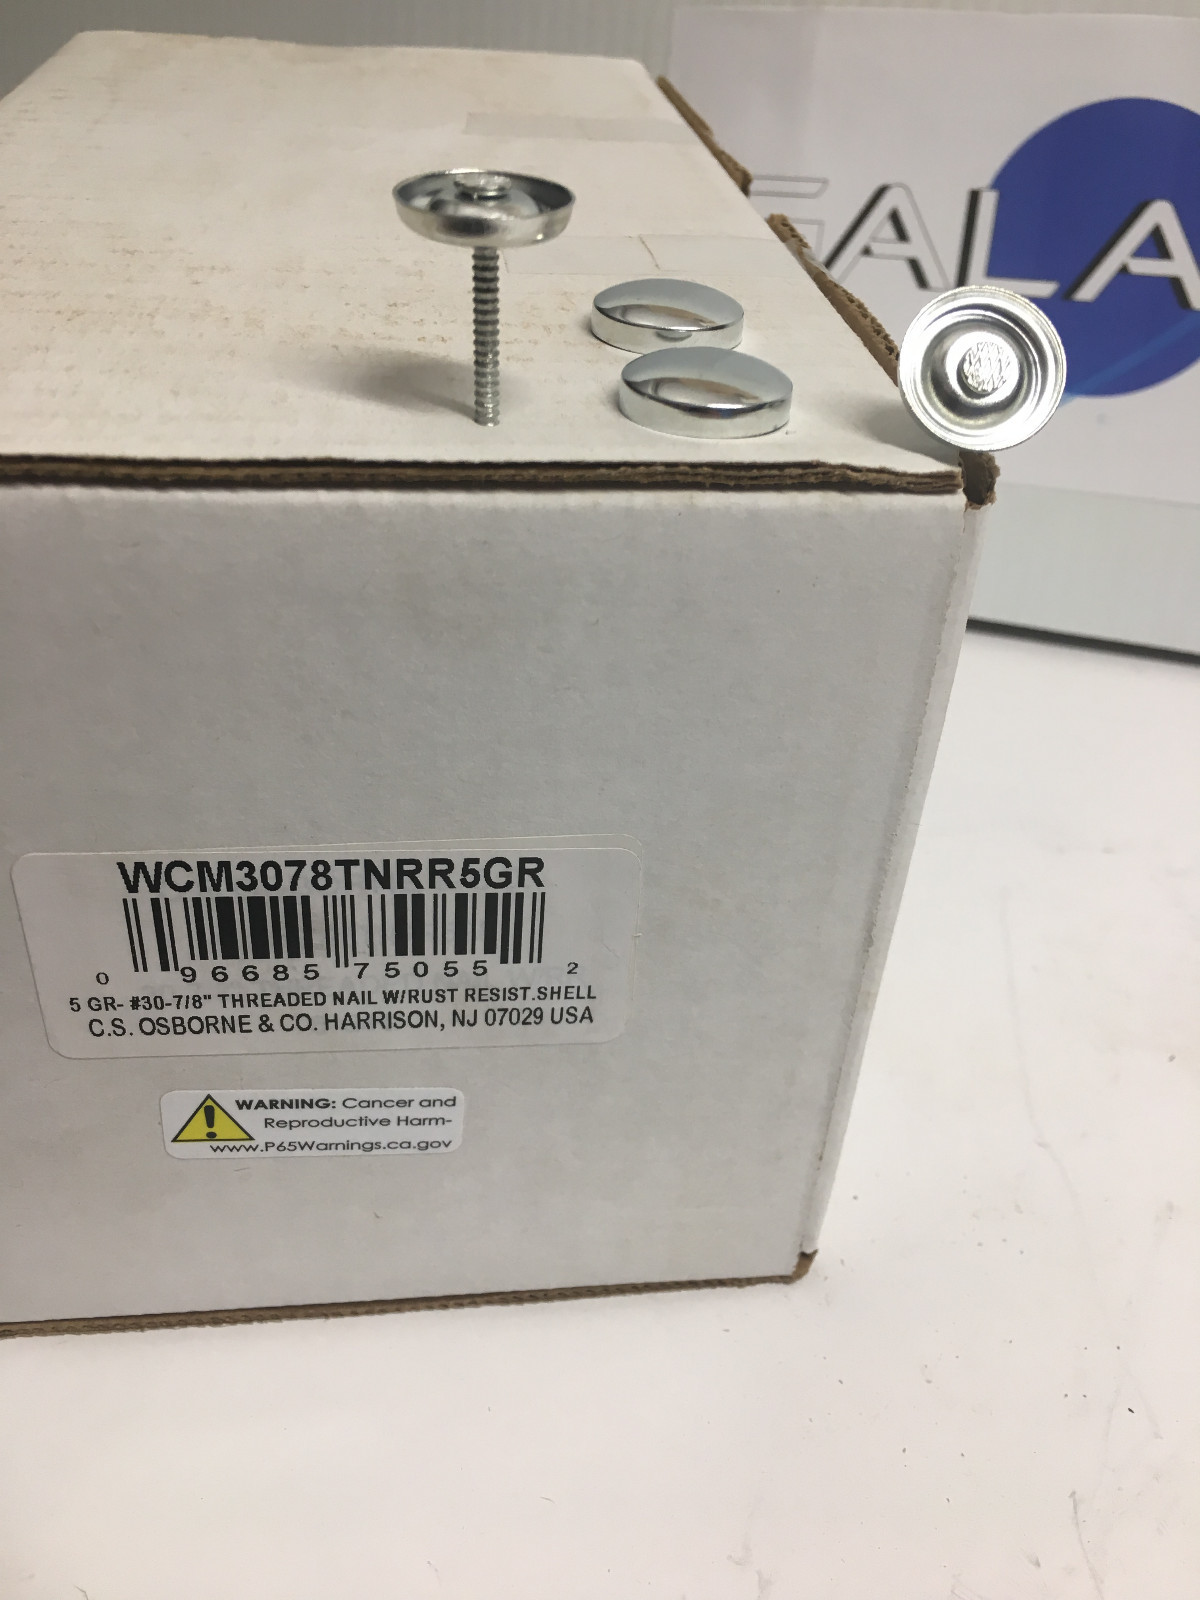 GALA
WCM3078TNRR5GR
0 96685 75055 2
5 GR- #30-7/8" THREADED NAIL W/RUST RESIST.SHELL
C.S. OSBORNE & CO. HARRISON, NJ 07029 USA
WARNING: Cancer and
Reproductive Harm-
www.P65Warnings.ca.gov